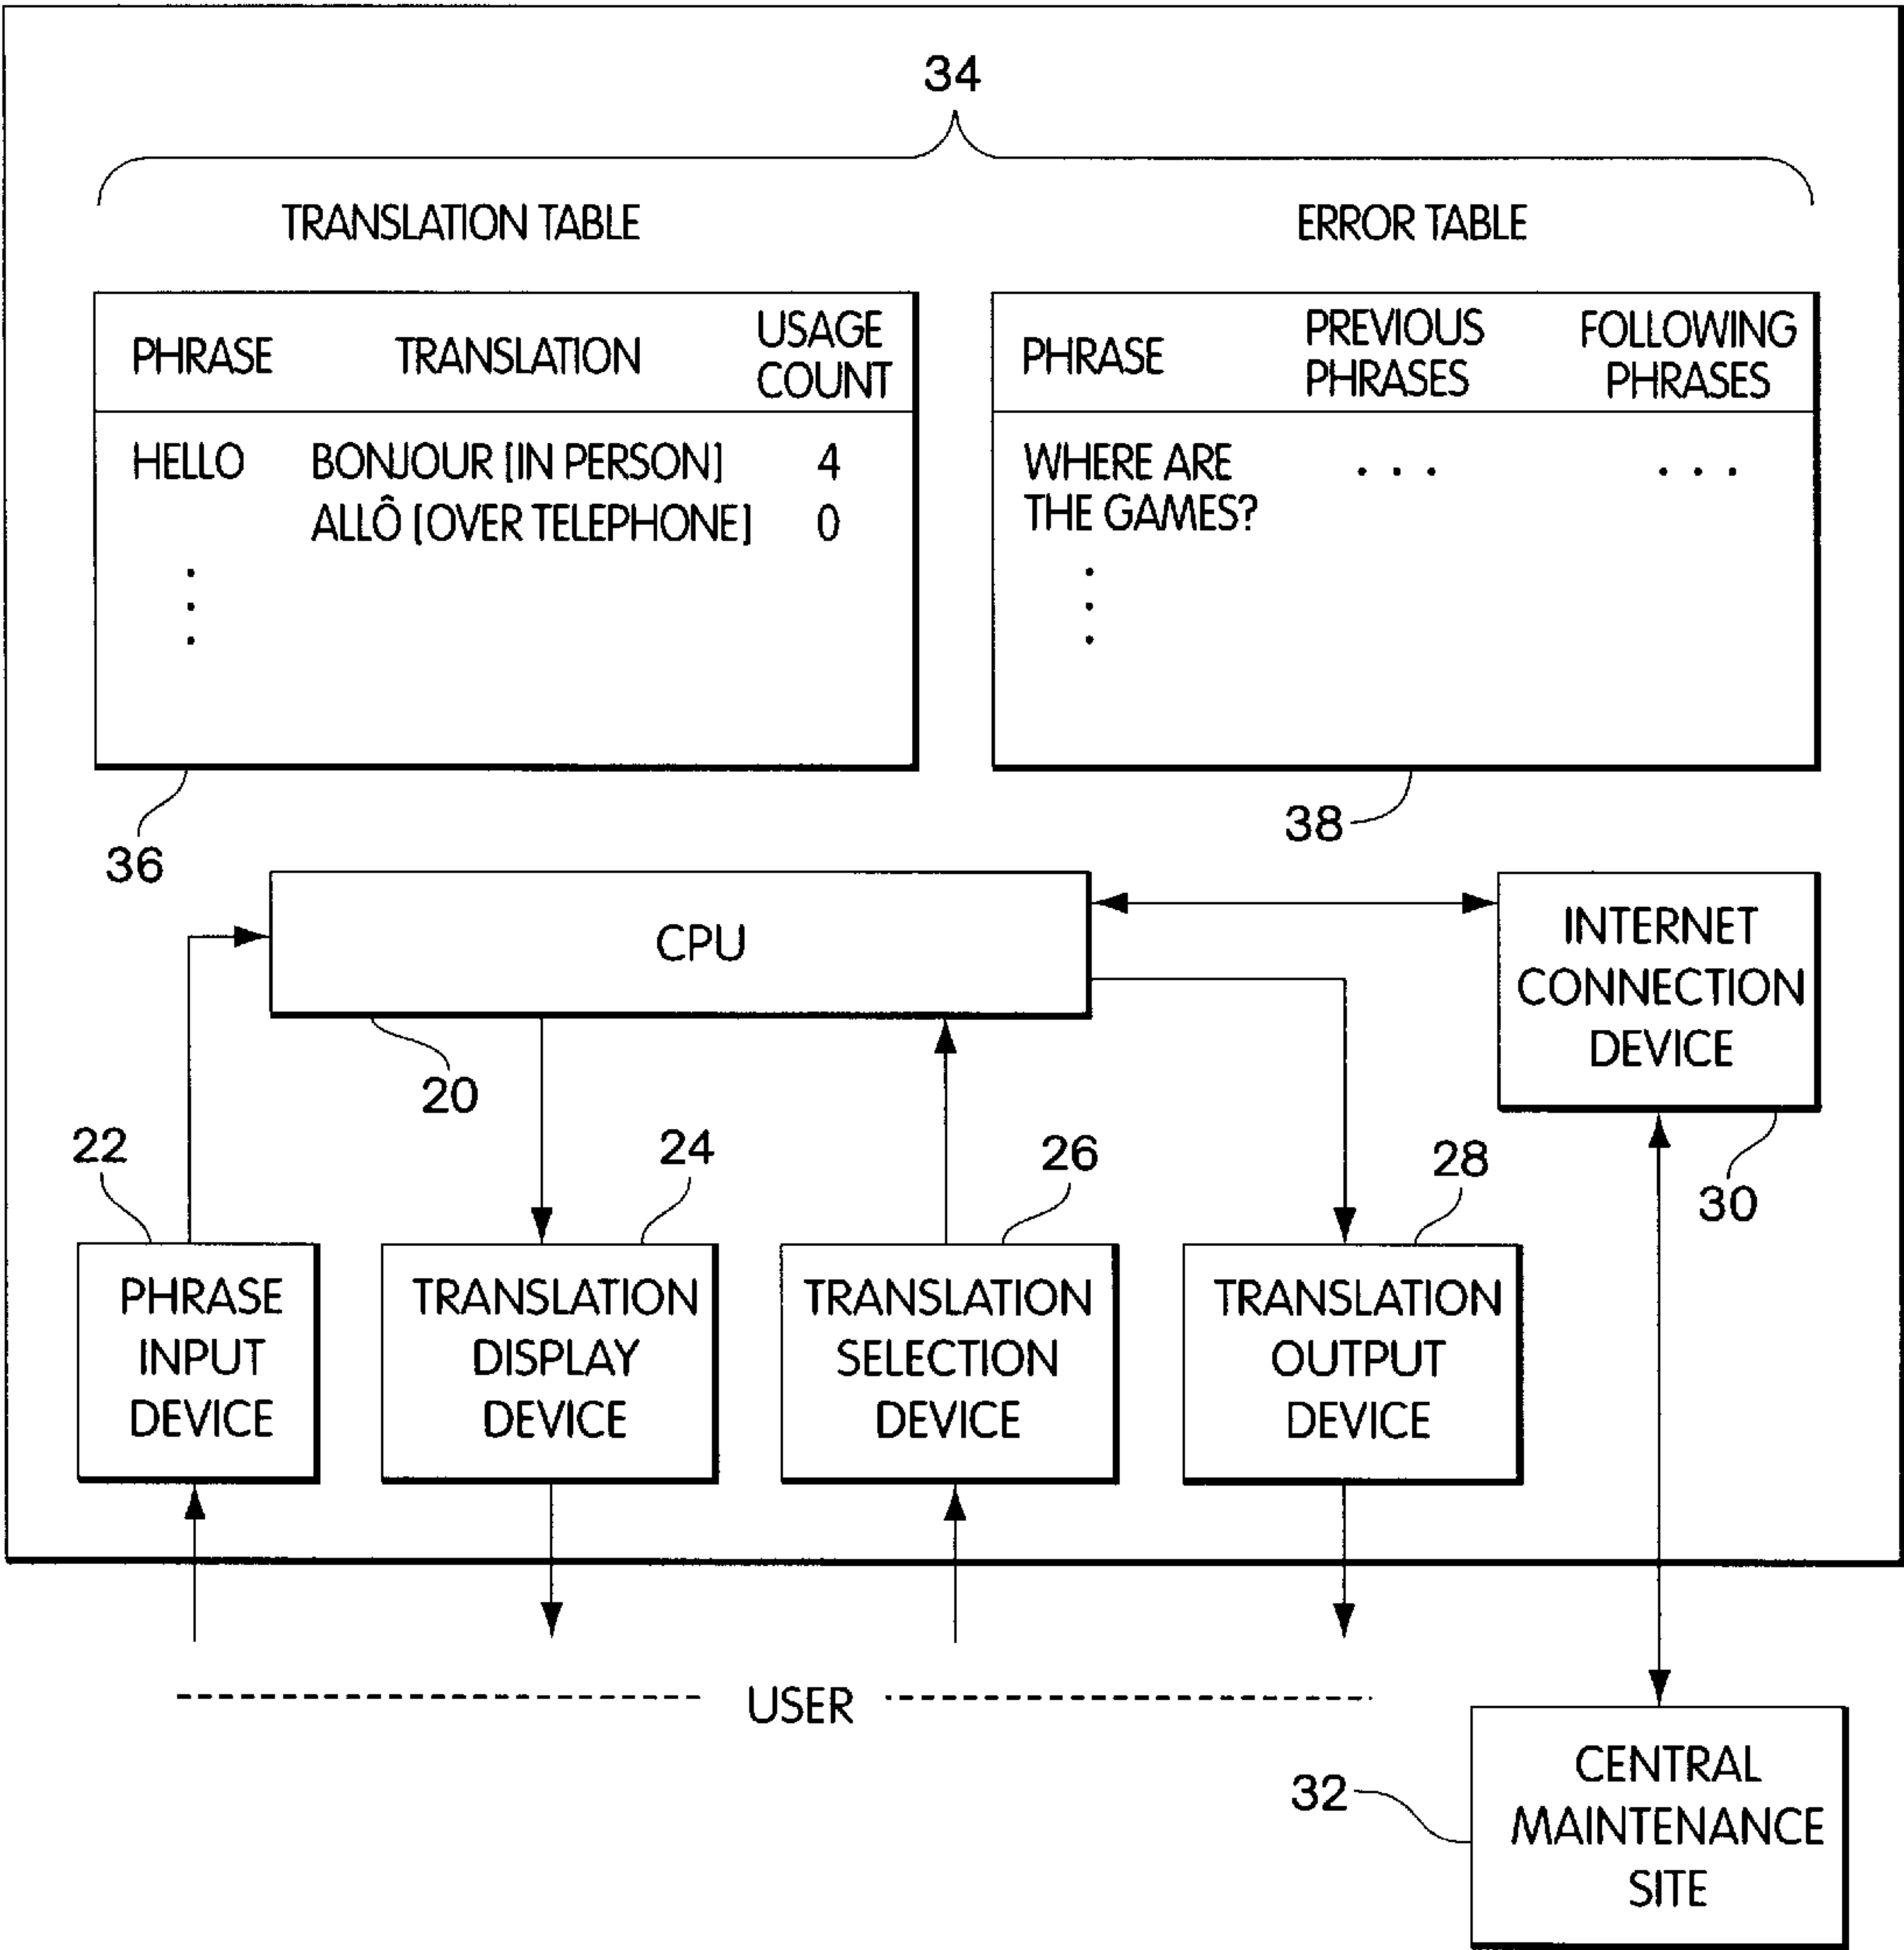 34
TRANSLATION TABLE
PHRASE TRANSLATION USAGE COUNT
HELLO BONJOUR [IN PERSON] 4
ALLÔ [OVER TELEPHONE] 0
.
.
.
36
ERROR TABLE
PHRASE PREVIOUS PHRASES FOLLOWING PHRASES
WHERE ARE . . . . . .
THE GAMES?
.
.
.
38
CPU
20
INTERNET
CONNECTION
DEVICE
30
22
PHRASE
INPUT
DEVICE
24
TRANSLATION
DISPLAY
DEVICE
26
TRANSLATION
SELECTION
DEVICE
28
TRANSLATION
OUTPUT
DEVICE
USER
32
CENTRAL
MAINTENANCE
SITE